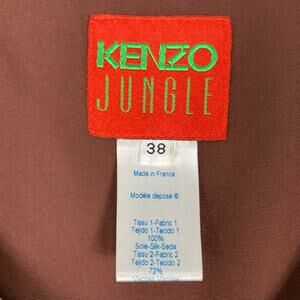 KENZO
JUNGLE
38
Made in France
Modèle déposé ©
Tissu 1-Fabric 1
Tejido 1-Tecido 1
100%
Soie-Silk-Seda
Tissu 2-Fabric 2
Tejido 2-Tecido 2
72%